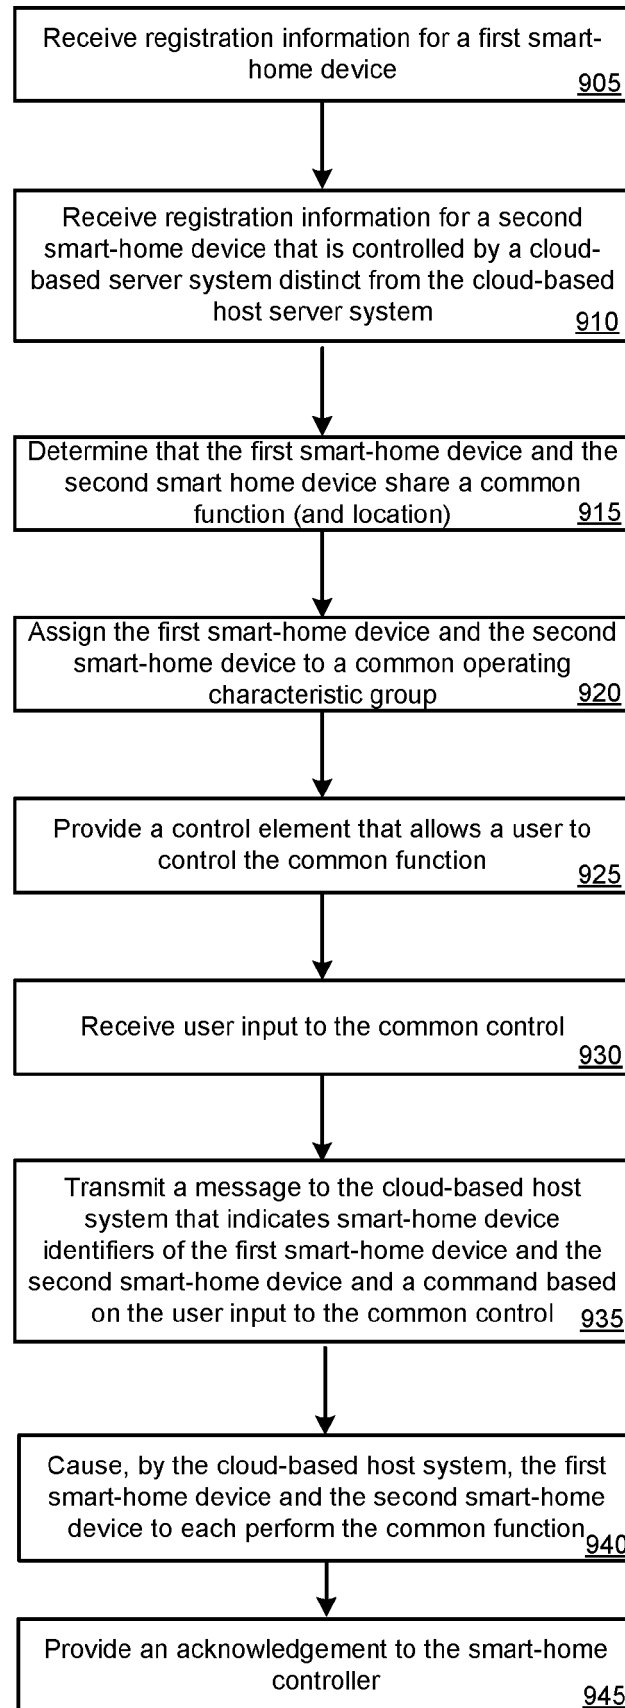 Receive registration information for a first smart-
home device
905
Receive registration information for a second
smart-home device that is controlled by a cloud-
based server system distinct from the cloud-based
host server system
910
Determine that the first smart-home device and the
second smart home device share a common
function (and location)
915
Assign the first smart-home device and the second
smart-home device to a common operating
characteristic group
920
Provide a control element that allows a user to
control the common function
925
Receive user input to the common control
930
Transmit a message to the cloud-based host
system that indicates smart-home device
identifiers of the first smart-home device and the
second smart-home device and a command based
on the user input to the common control
935
Cause, by the cloud-based host system, the first
smart-home device and the second smart-home
device to each perform the common function
940
Provide an acknowledgement to the smart-home
controller
945